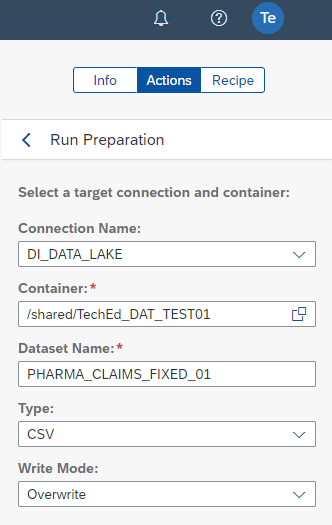 Te
Info Actions Recipe
Run Preparation
Select a target connection and container:
Connection Name:
DI_DATA_LAKE
Container:*
/shared/TechEd_DAT_TEST01
Dataset Name:*
PHARMA_CLAIMS_FIXED_01
Type:
CSV
Write Mode:
Overwrite